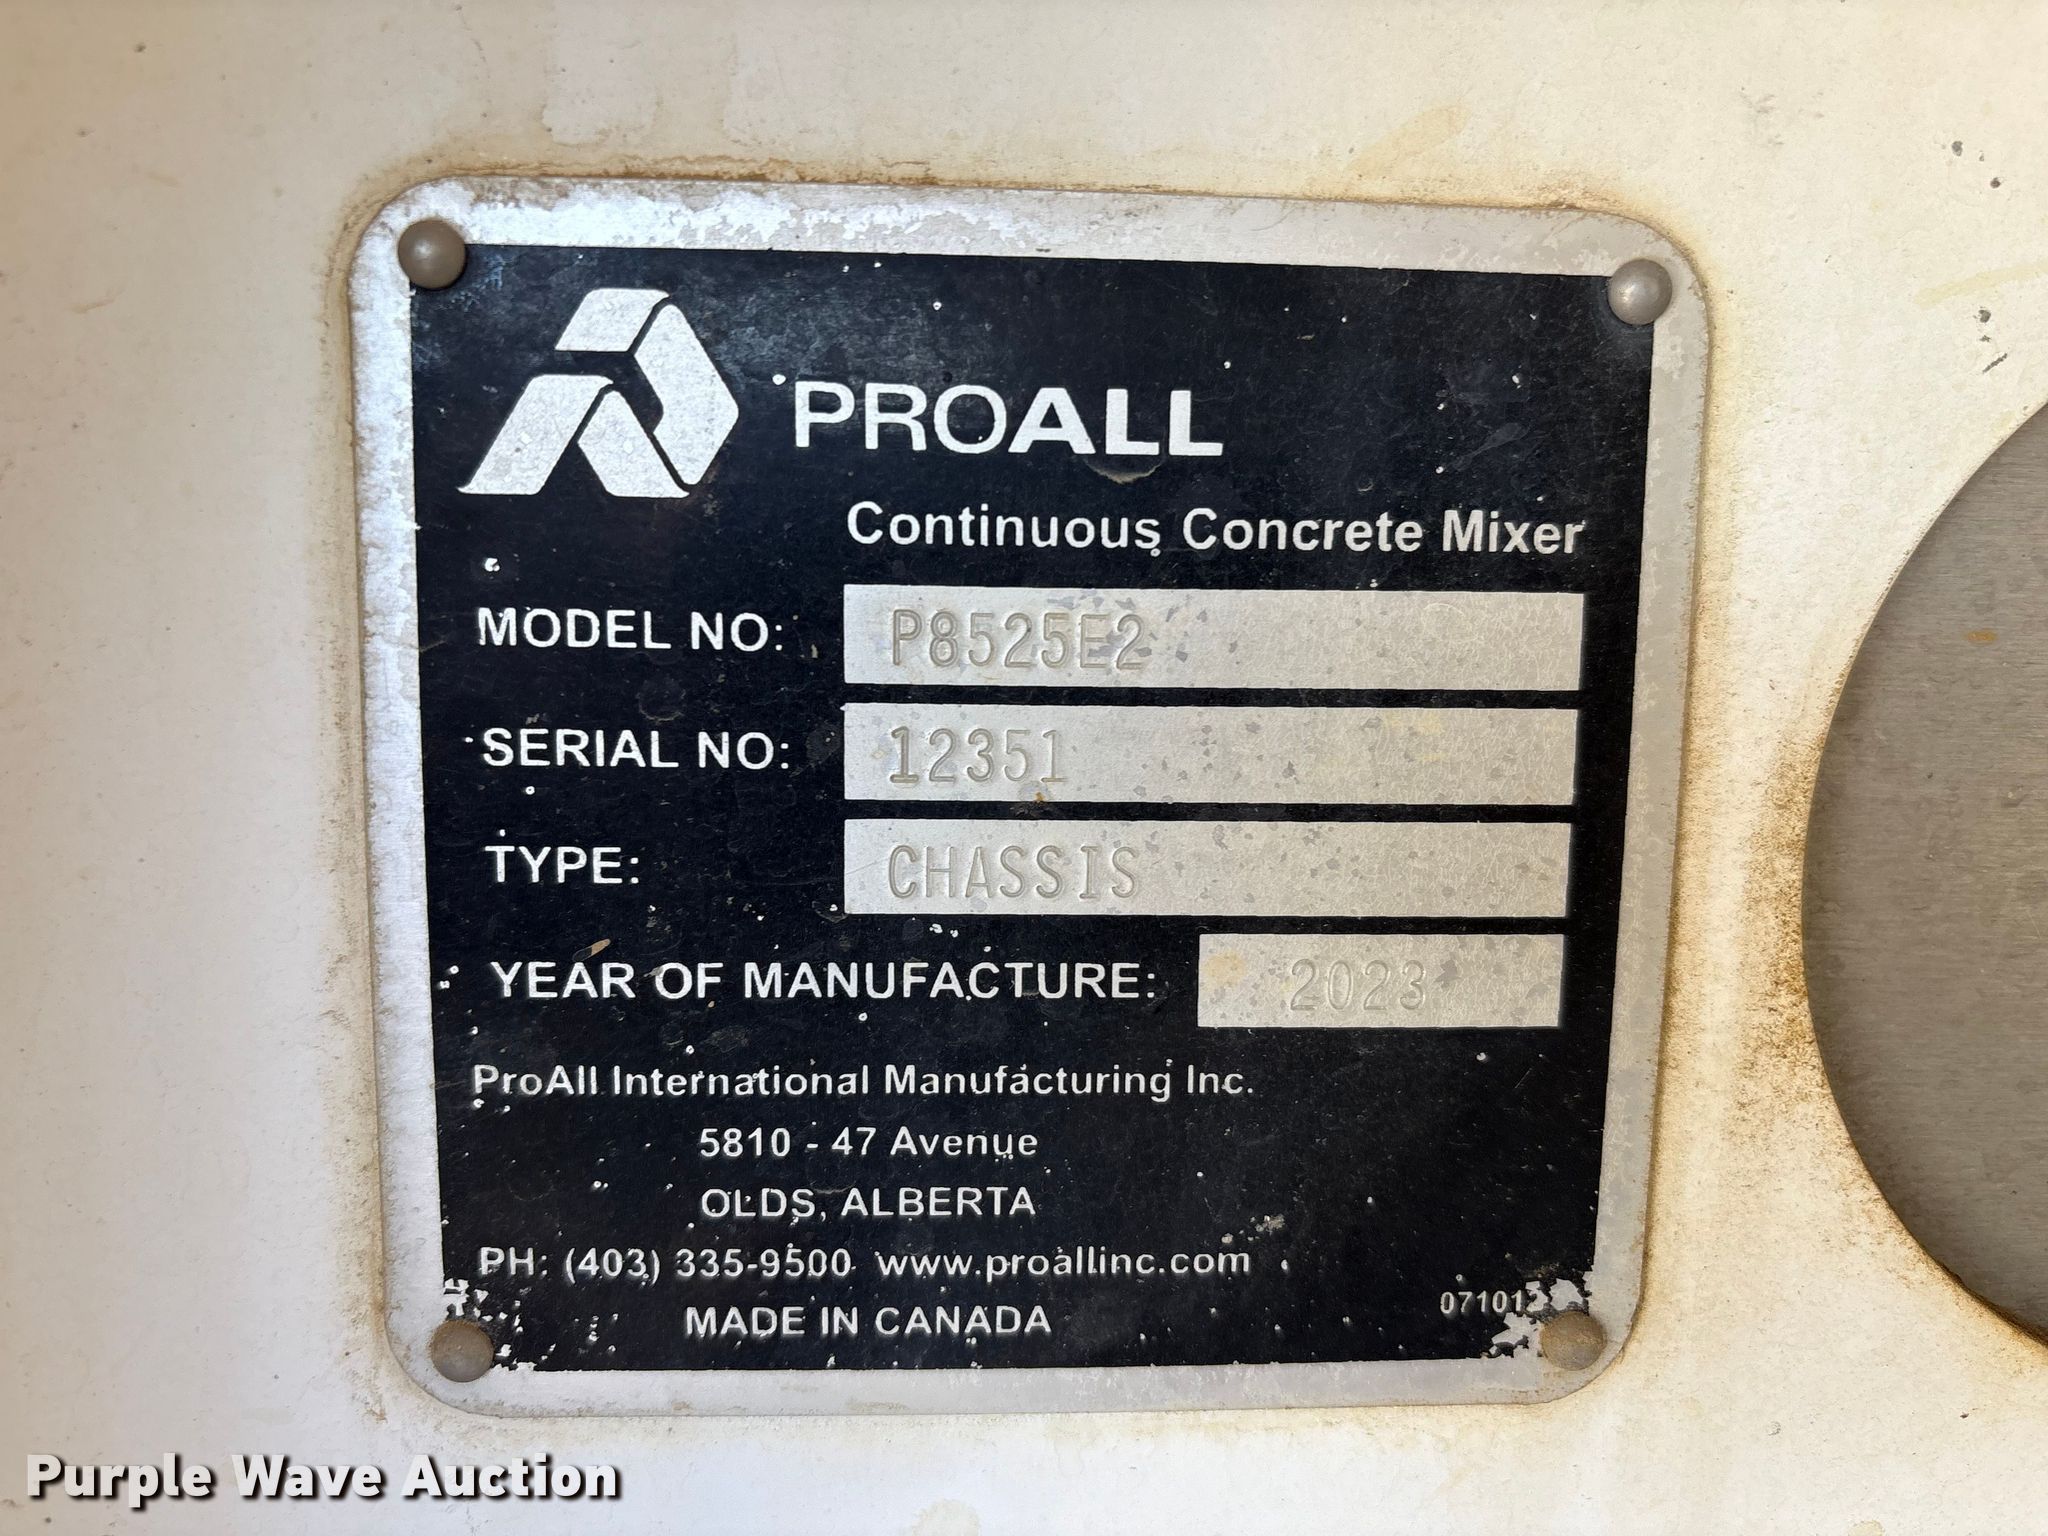 PROALL
Continuous Concrete Mixer
MODEL NO: P8525E2
SERIAL NO: 12351
TYPE: CHASSIS
YEAR OF MANUFACTURE: 2023
ProAll International Manufacturing Inc.
5810 - 47 Avenue
OLDS, ALBERTA
PH: (403) 335-9500 www.proallinc.com
MADE IN CANADA
Purple Wave Auction